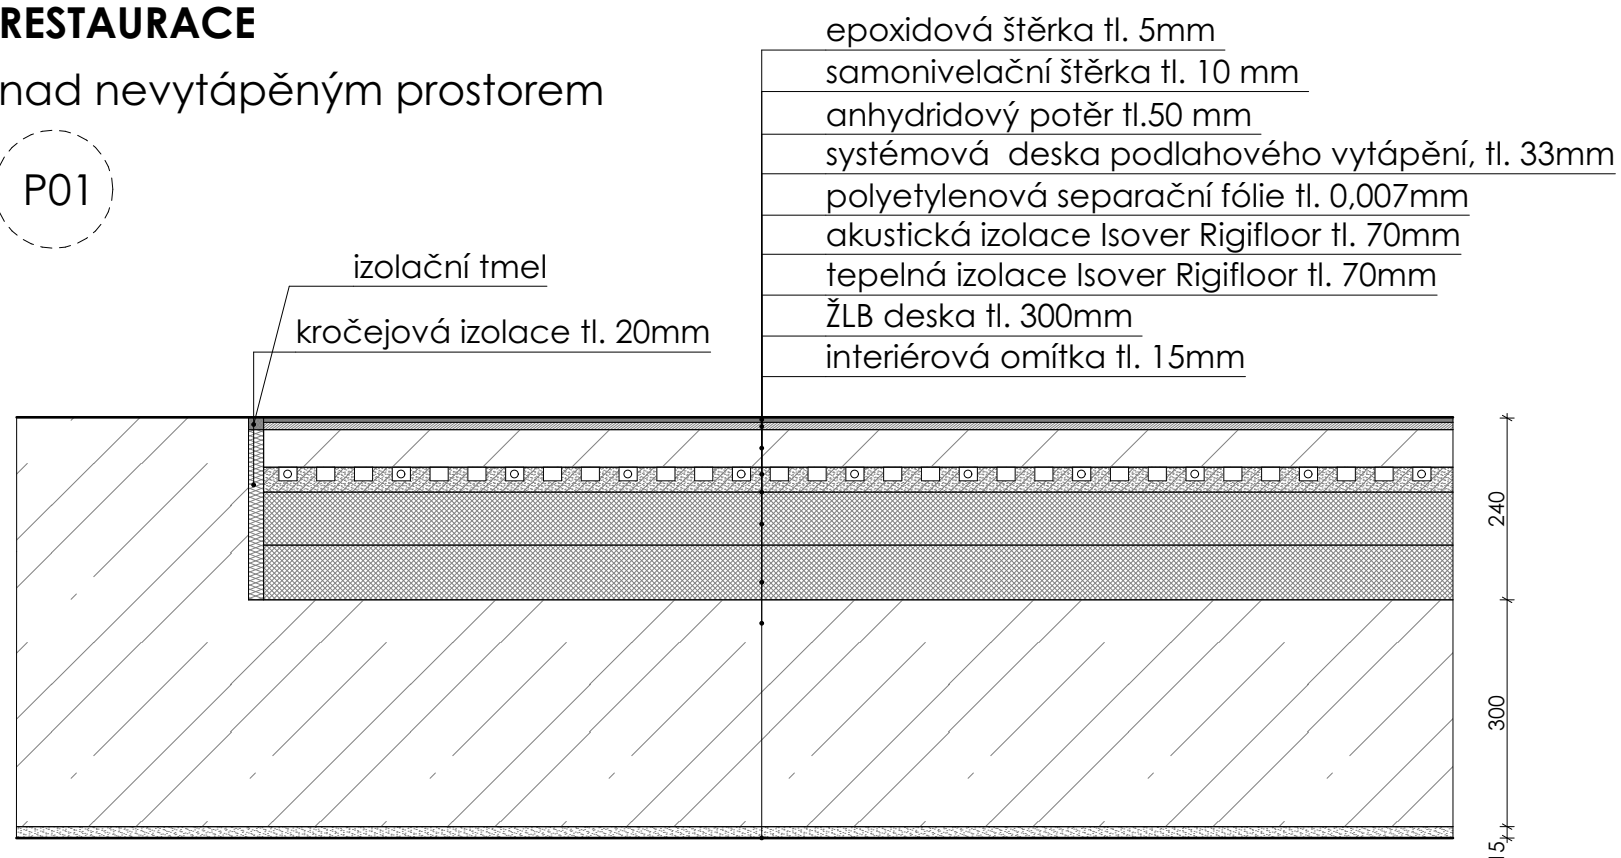 RESTAURACE
nad nevytápěným prostorem
P01
epoxidová štěrka tl. 5mm
samonivelační štěrka tl. 10 mm
anhydridový potěr tl.50 mm
systémová deska podlahového vytápění, tl. 33mm
polyetylenová separační fólie tl. 0,007mm
akustická izolace Isover Rigifloor tl. 70mm
tepelná izolace Isover Rigifloor tl. 70mm
ŽLB deska tl. 300mm
interiérová omítka tl. 15mm
izolační tmel
kročejová izolace tl. 20mm
240
300
15